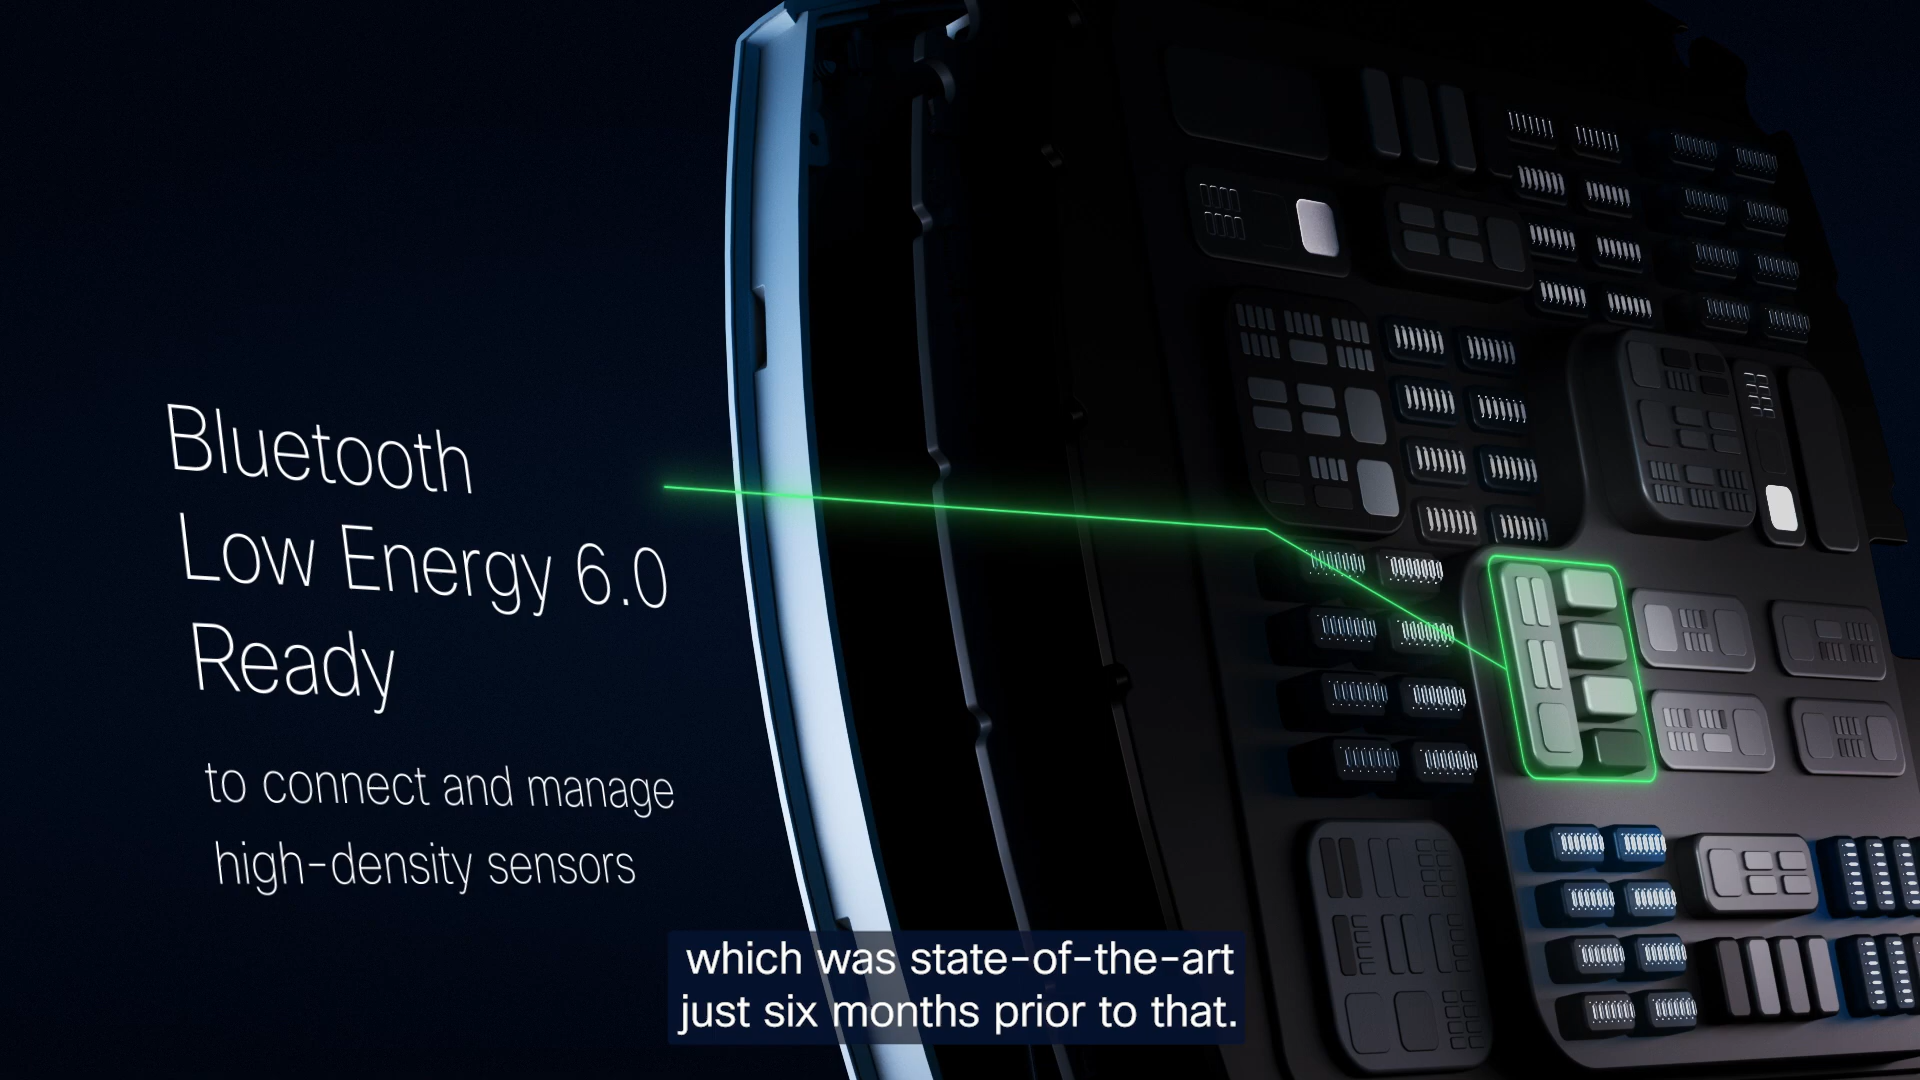 Bluetooth
Low Energy 6.0
Ready
to connect and manage
high-density sensors
which was state-of-the-art
just six months prior to that.